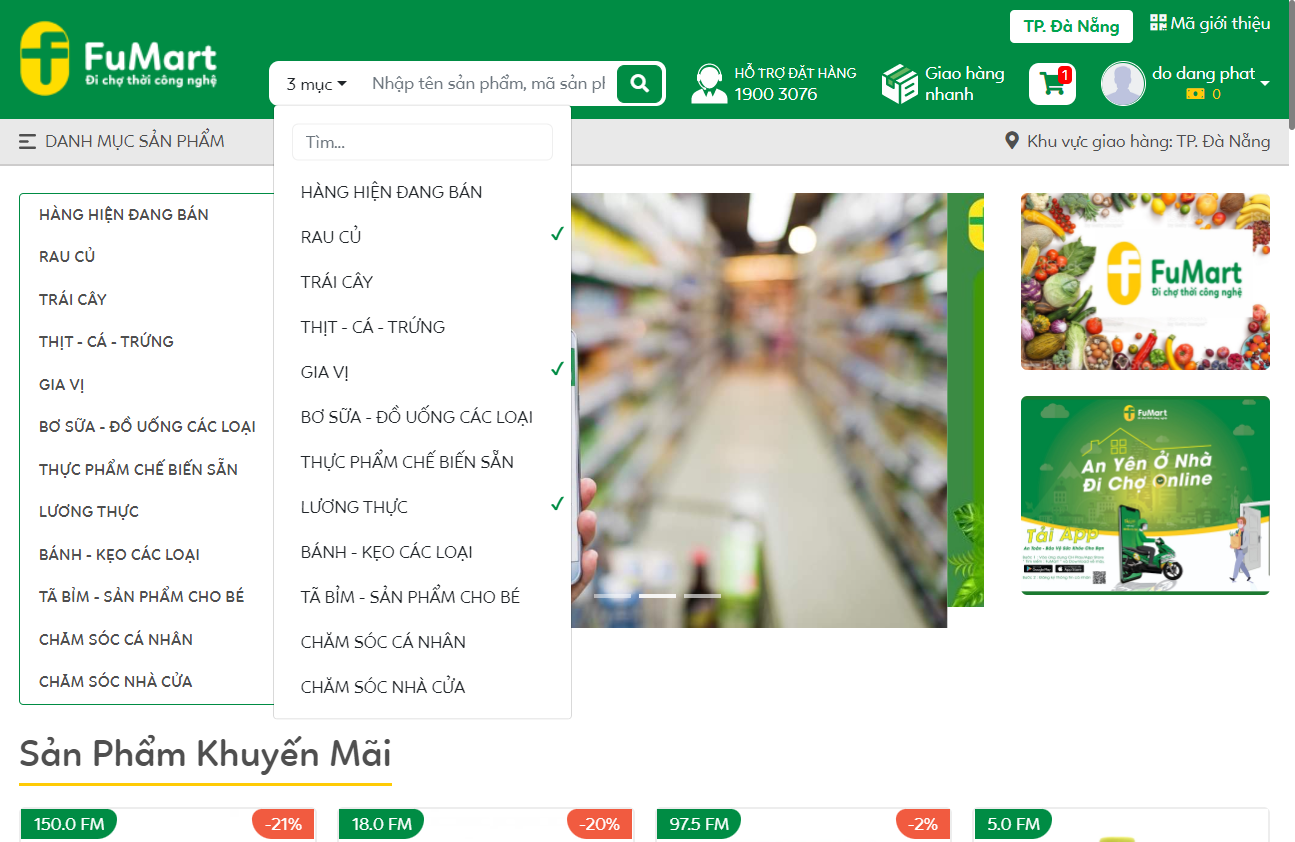 TP. Đà Nẵng
Mã giới thiệu
FuMart
Đi chợ thời công nghệ
3 mục
Nhập tên sản phẩm, mã sản ph
HỖ TRỢ ĐẶT HÀNG
1900 3076
Giao hàng
nhanh
1
do dang phat
0
DANH MỤC SẢN PHẨM
Khu vực giao hàng: TP. Đà Nẵng
HÀNG HIỆN ĐANG BÁN
RAU CỦ
TRÁI CÂY
THỊT - CÁ - TRỨNG
GIA VỊ
BƠ SỮA - ĐỒ UỐNG CÁC LOẠI
THỰC PHẨM CHẾ BIẾN SẴN
LƯƠNG THỰC
BÁNH - KẸO CÁC LOẠI
TÃ BỈM - SẢN PHẨM CHO BÉ
CHĂM SÓC CÁ NHÂN
CHĂM SÓC NHÀ CỬA
Tìm...
HÀNG HIỆN ĐANG BÁN
RAU CỦ
TRÁI CÂY
THỊT - CÁ - TRỨNG
GIA VỊ
BƠ SỮA - ĐỒ UỐNG CÁC LOẠI
THỰC PHẨM CHẾ BIẾN SẴN
LƯƠNG THỰC
BÁNH - KẸO CÁC LOẠI
TÃ BỈM - SẢN PHẨM CHO BÉ
CHĂM SÓC CÁ NHÂN
CHĂM SÓC NHÀ CỬA
FuMart
Đi chợ thời công nghệ
FuMart
An Yên Ở Nhà
Đi Chợ Online
Tải App
Sản Phẩm Khuyến Mãi
150.0 FM
-21%
18.0 FM
-20%
97.5 FM
-2%
5.0 FM